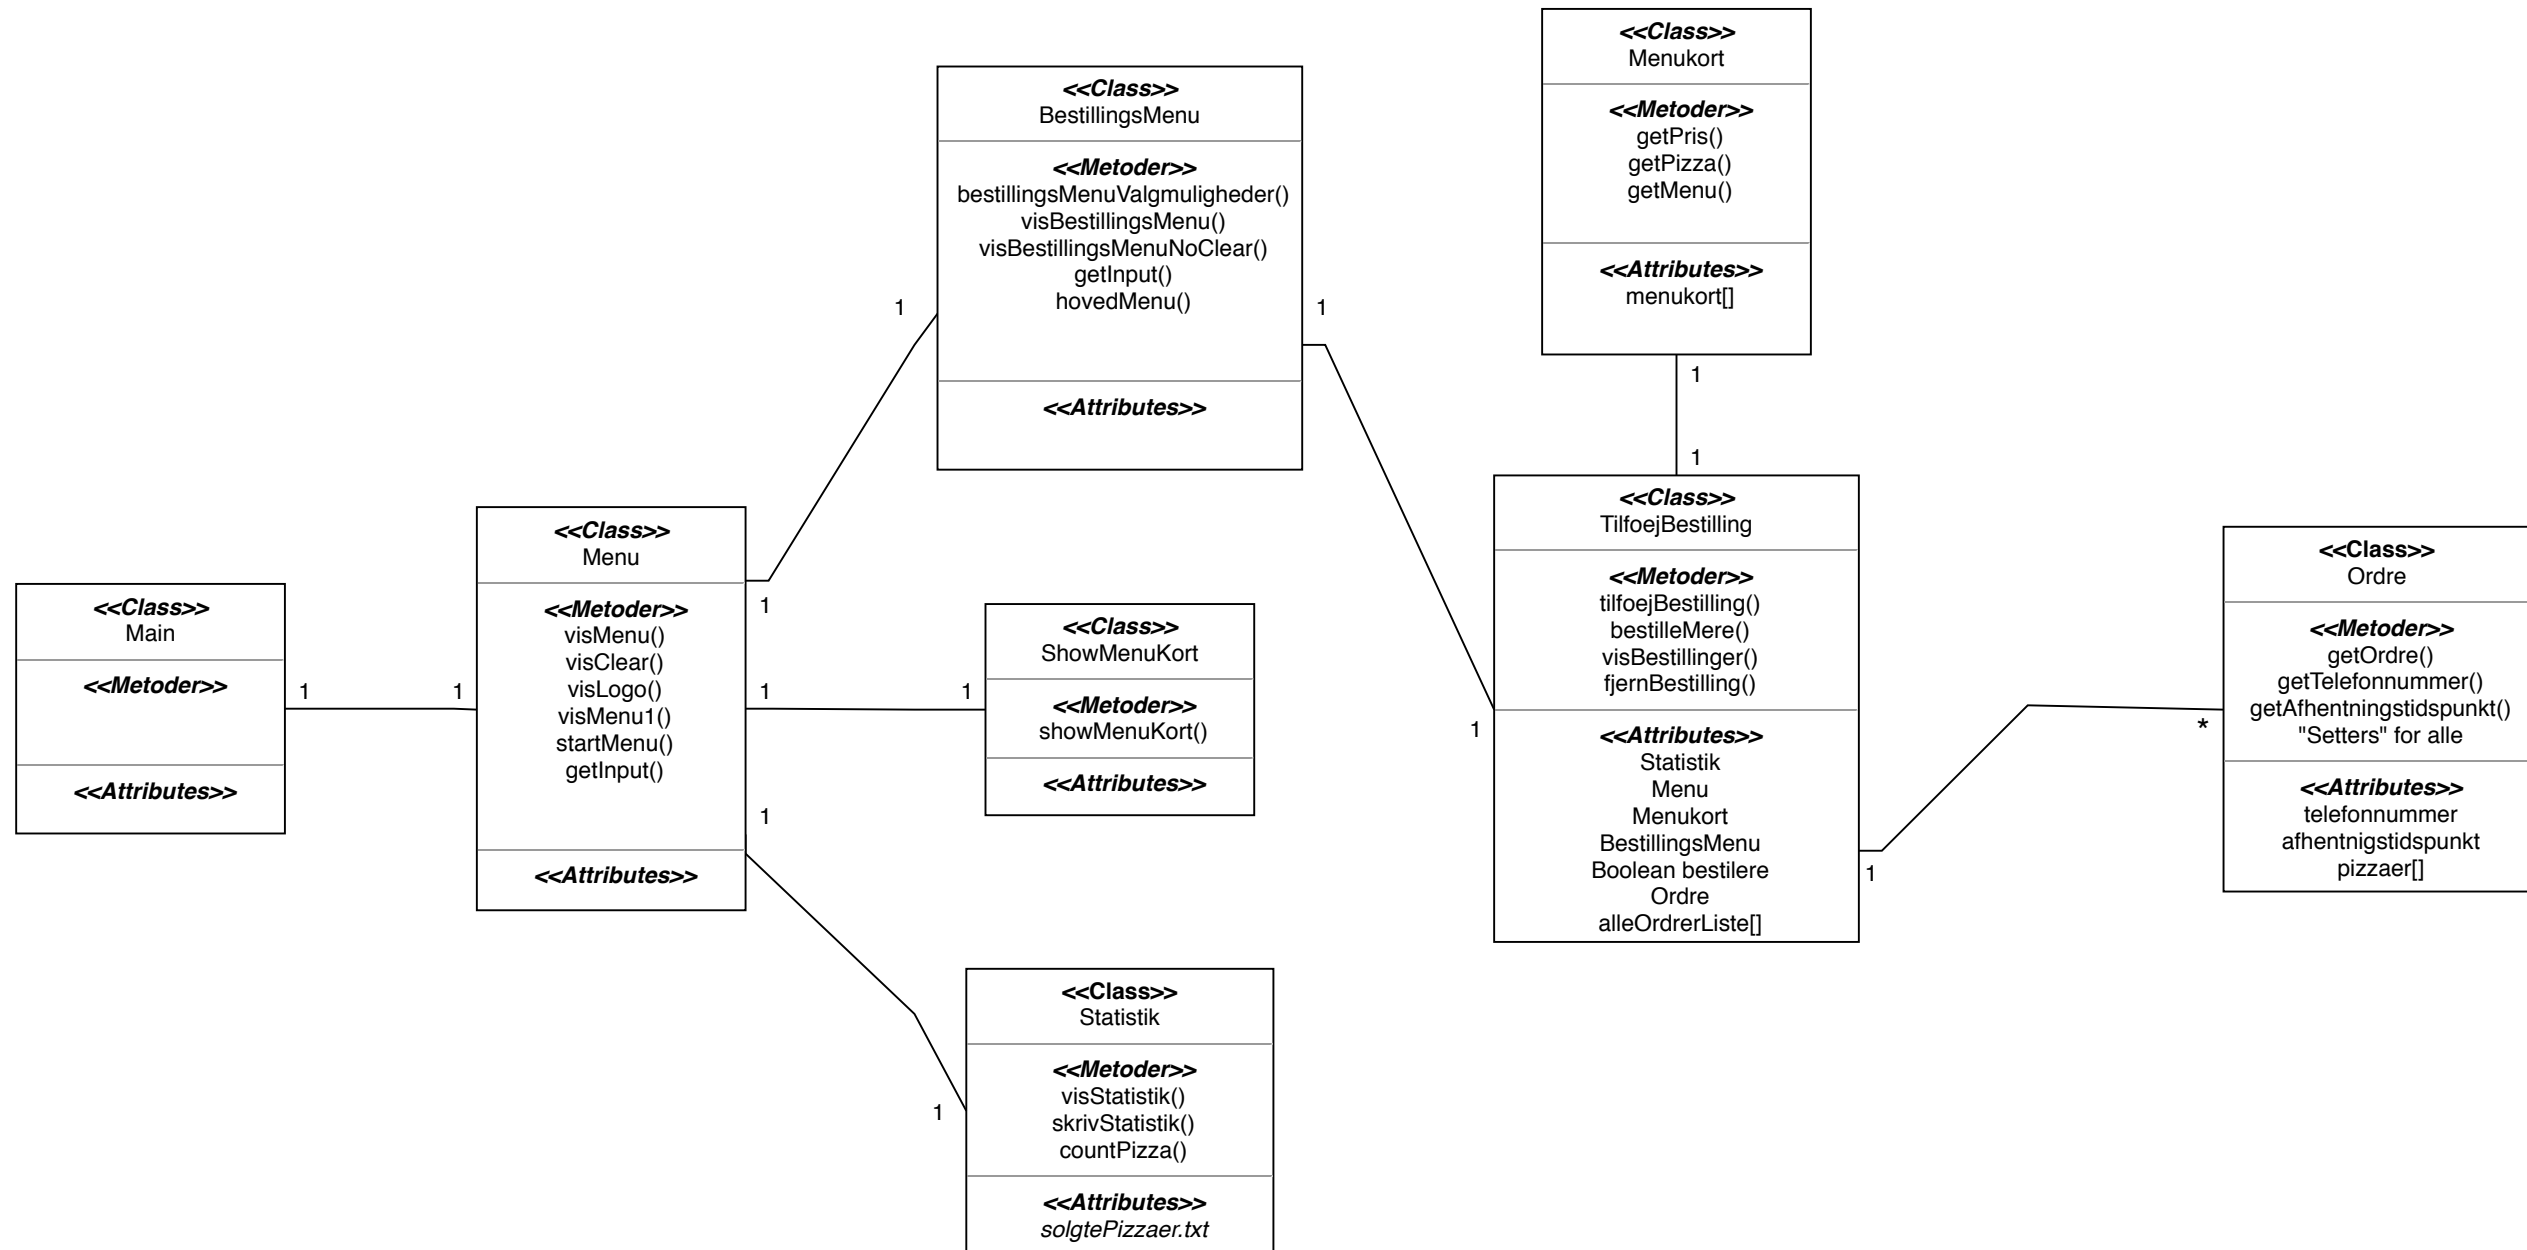 <<Class>>
Main
<<Metoder>>
<<Attributes>>
1
1
<<Class>>
Menu
<<Metoder>>
visMenu()
visClear()
visLogo()
visMenu1()
startMenu()
getInput()
<<Attributes>>
1
1
1
1
<<Class>>
BestillingsMenu
<<Metoder>>
bestillingsMenuValgmuligheder()
visBestillingsMenu()
visBestillingsMenuNoClear()
getInput()
hovedMenu()
<<Attributes>>
1
1
<<Class>>
ShowMenuKort
<<Metoder>>
showMenuKort()
<<Attributes>>
1
<<Class>>
Statistik
<<Metoder>>
visStatistik()
skrivStatistik()
countPizza()
<<Attributes>>
solgtePizzaer.txt
<<Class>>
Menukort
<<Metoder>>
getPris()
getPizza()
getMenu()
<<Attributes>>
menukort[]
1
1
1
<<Class>>
TilfoejBestilling
<<Metoder>>
tilfoejBestilling()
bestilleMere()
visBestillinger()
fjernBestilling()
<<Attributes>>
Statistik
Menu
Menukort
BestillingsMenu
Boolean bestilere
Ordre
alleOrdrerListe[]
1
*
<<Class>>
Ordre
<<Metoder>>
getOrdre()
getTelefonnummer()
getAfhentningstidspunkt()
"Setters" for alle
<<Attributes>>
telefonnummer
afhentnigstidspunkt
pizzaer[]